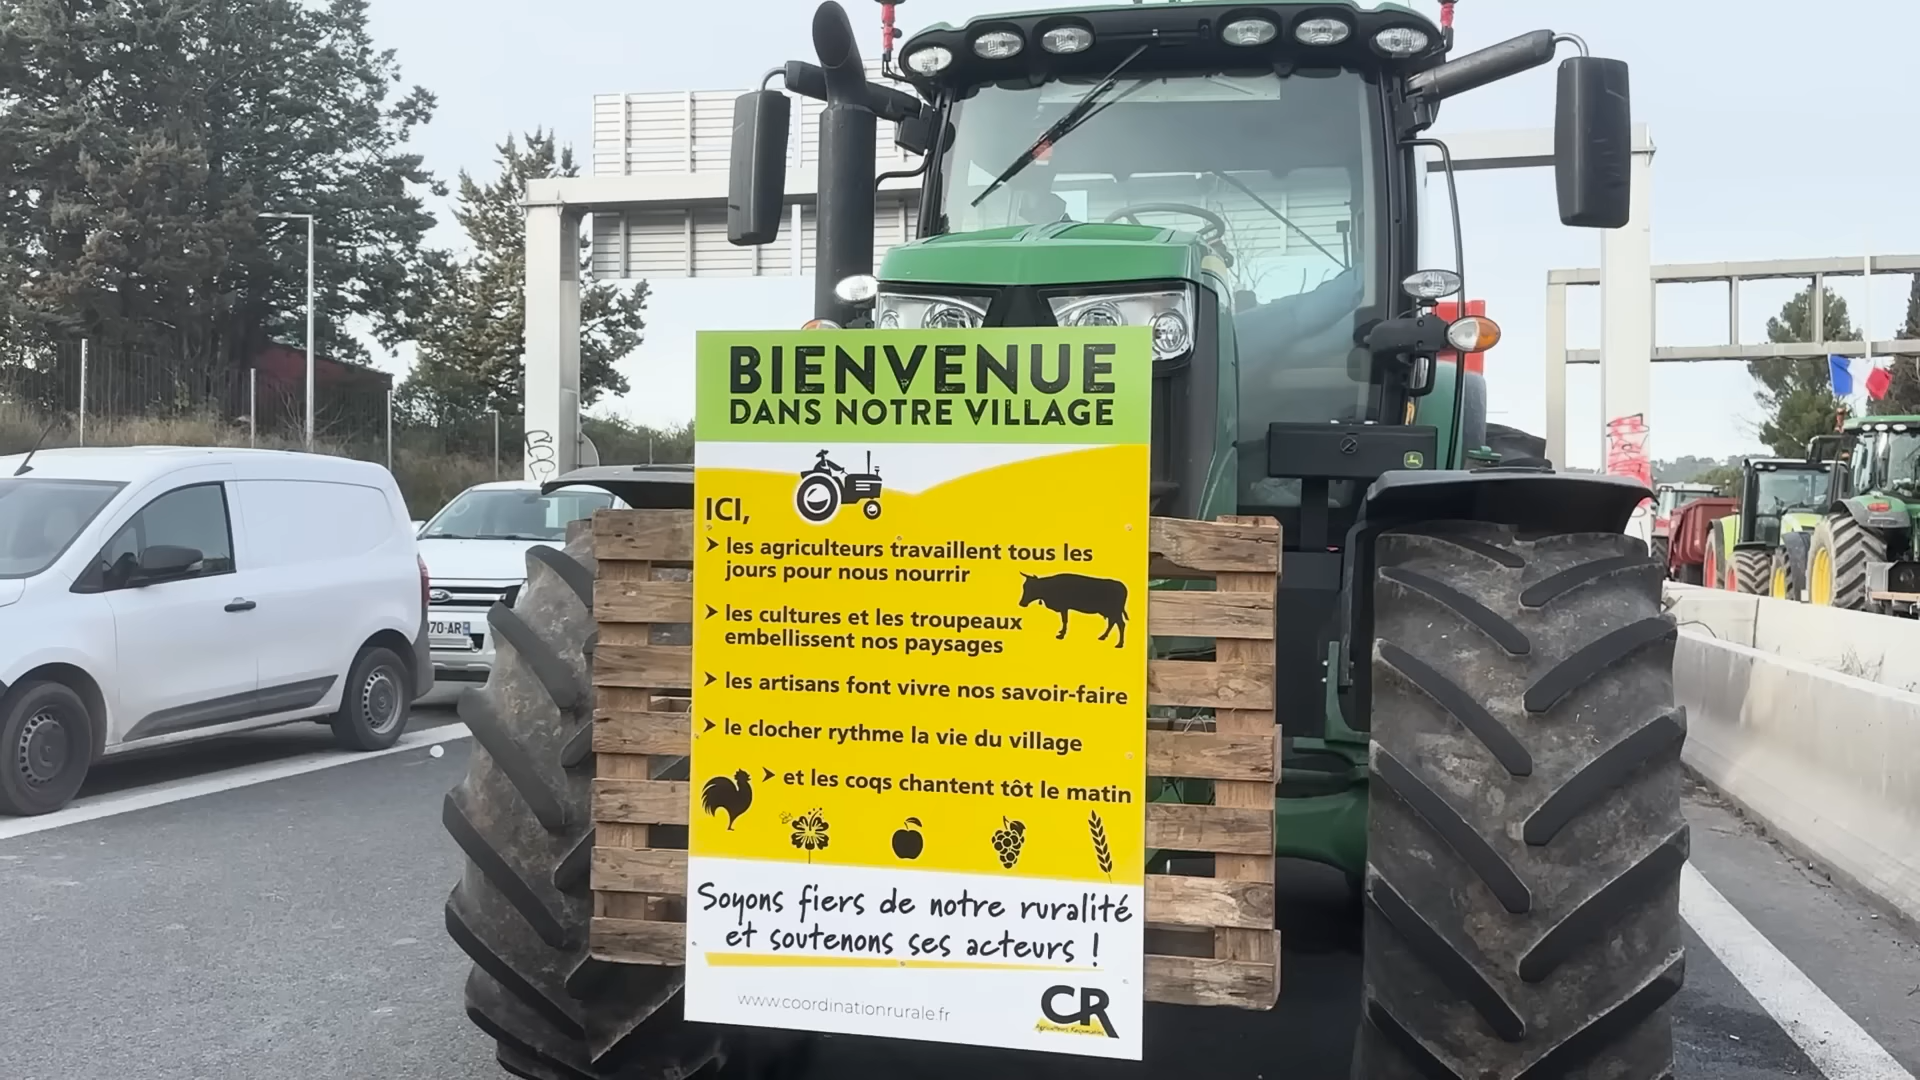 BIENVENUE
DANS NOTRE VILLAGE
ICI,
les agriculteurs travaillent tous les
jours pour nous nourrir
les cultures et les troupeaux
embellissent nos paysages
les artisans font vivre nos savoir-faire
le clocher rythme la vie du village
et les coqs chantent tôt le matin
Soyons fiers de notre ruralité
et soutenons ses acteurs !
www.coordinationrurale.fr
CR
70-AR